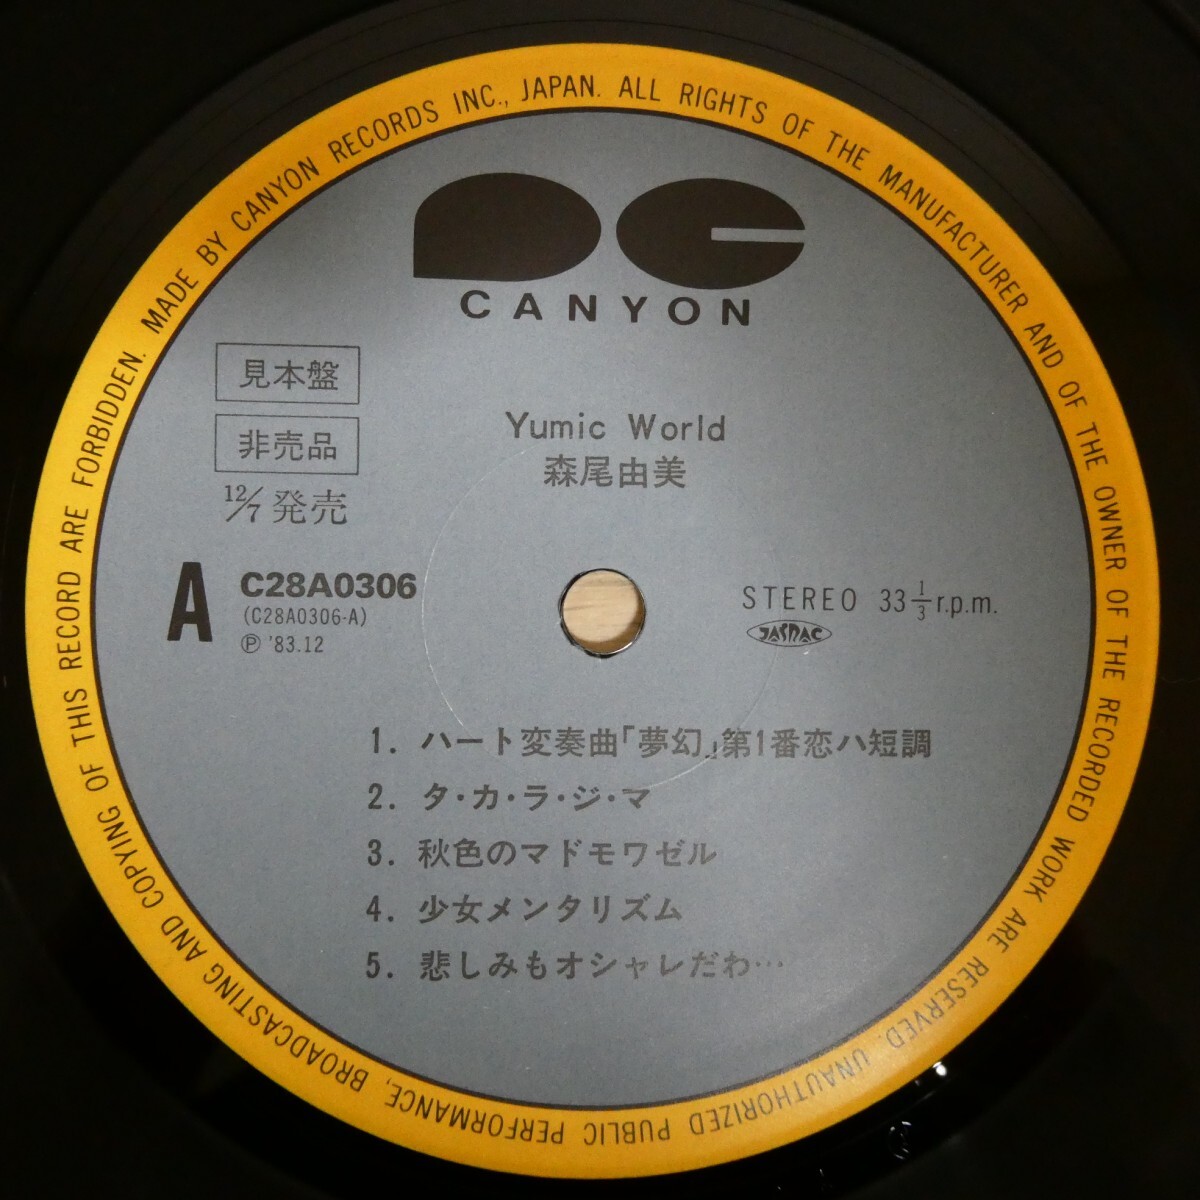 MADE BY CANYON RECORDS INC., JAPAN. ALL RIGHTS OF THE MANUFACTURER AND OF THE OWNER OF THE RECORDED WORK ARE RESERVED. UNAUTHORIZED PUBLIC PERFORMANCE, BROADCASTING AND COPYING OF THIS RECORD ARE FORBIDDEN.
CANYON
見本盤
非売品
12/7 発売
Yumic World
森尾由美
A
C28A0306
(C28A0306-A)
Ⓟ '83.12
STEREO 33 1/3 r.p.m.
JASRAC
1. ハート変奏曲「夢幻」第1番恋ハ短調
2. タ・カ・ラ・ジ・マ
3. 秋色のマドモワゼル
4. 少女メンタリズム
5. 悲しみもオシャレだわ…